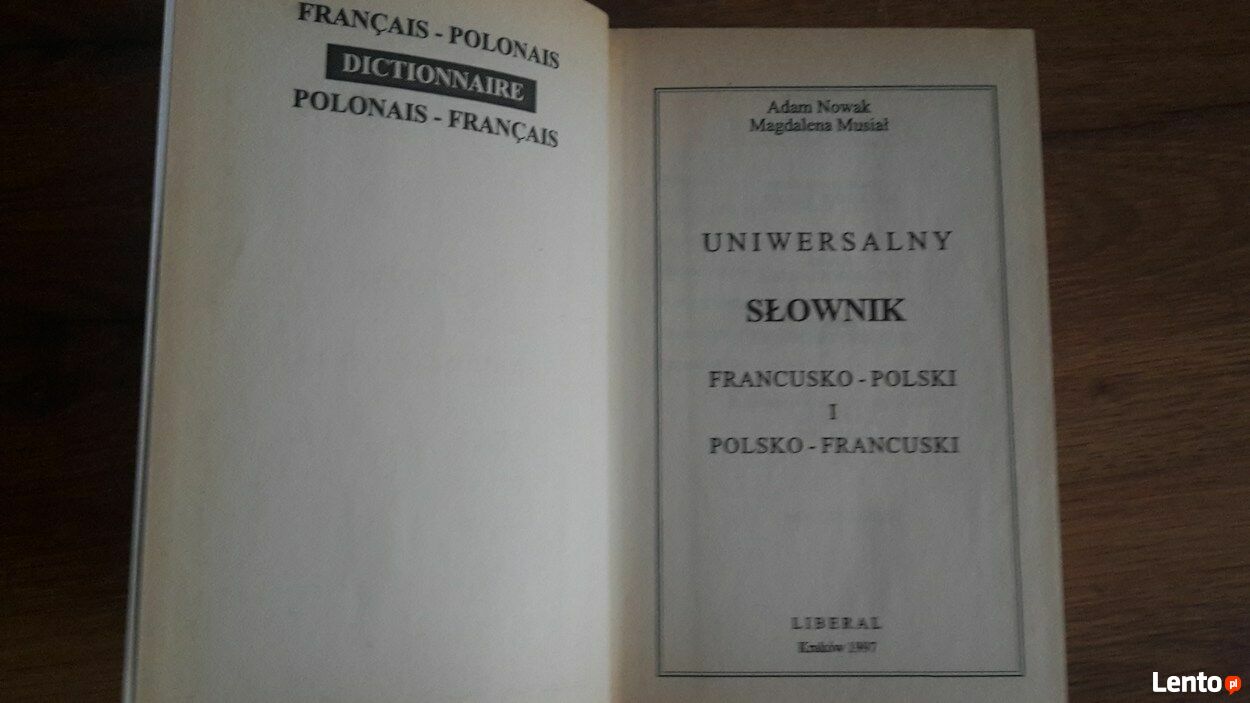 FRANÇAIS - POLONAIS
DICTIONNAIRE
POLONAIS - FRANÇAIS
Adam Nowak
Magdalena Musiał
UNIWERSALNY
SŁOWNIK
FRANCUSKO - POLSKI
I
POLSKO - FRANCUSKI
LIBERAL
Kraków 1997
Lento.pl